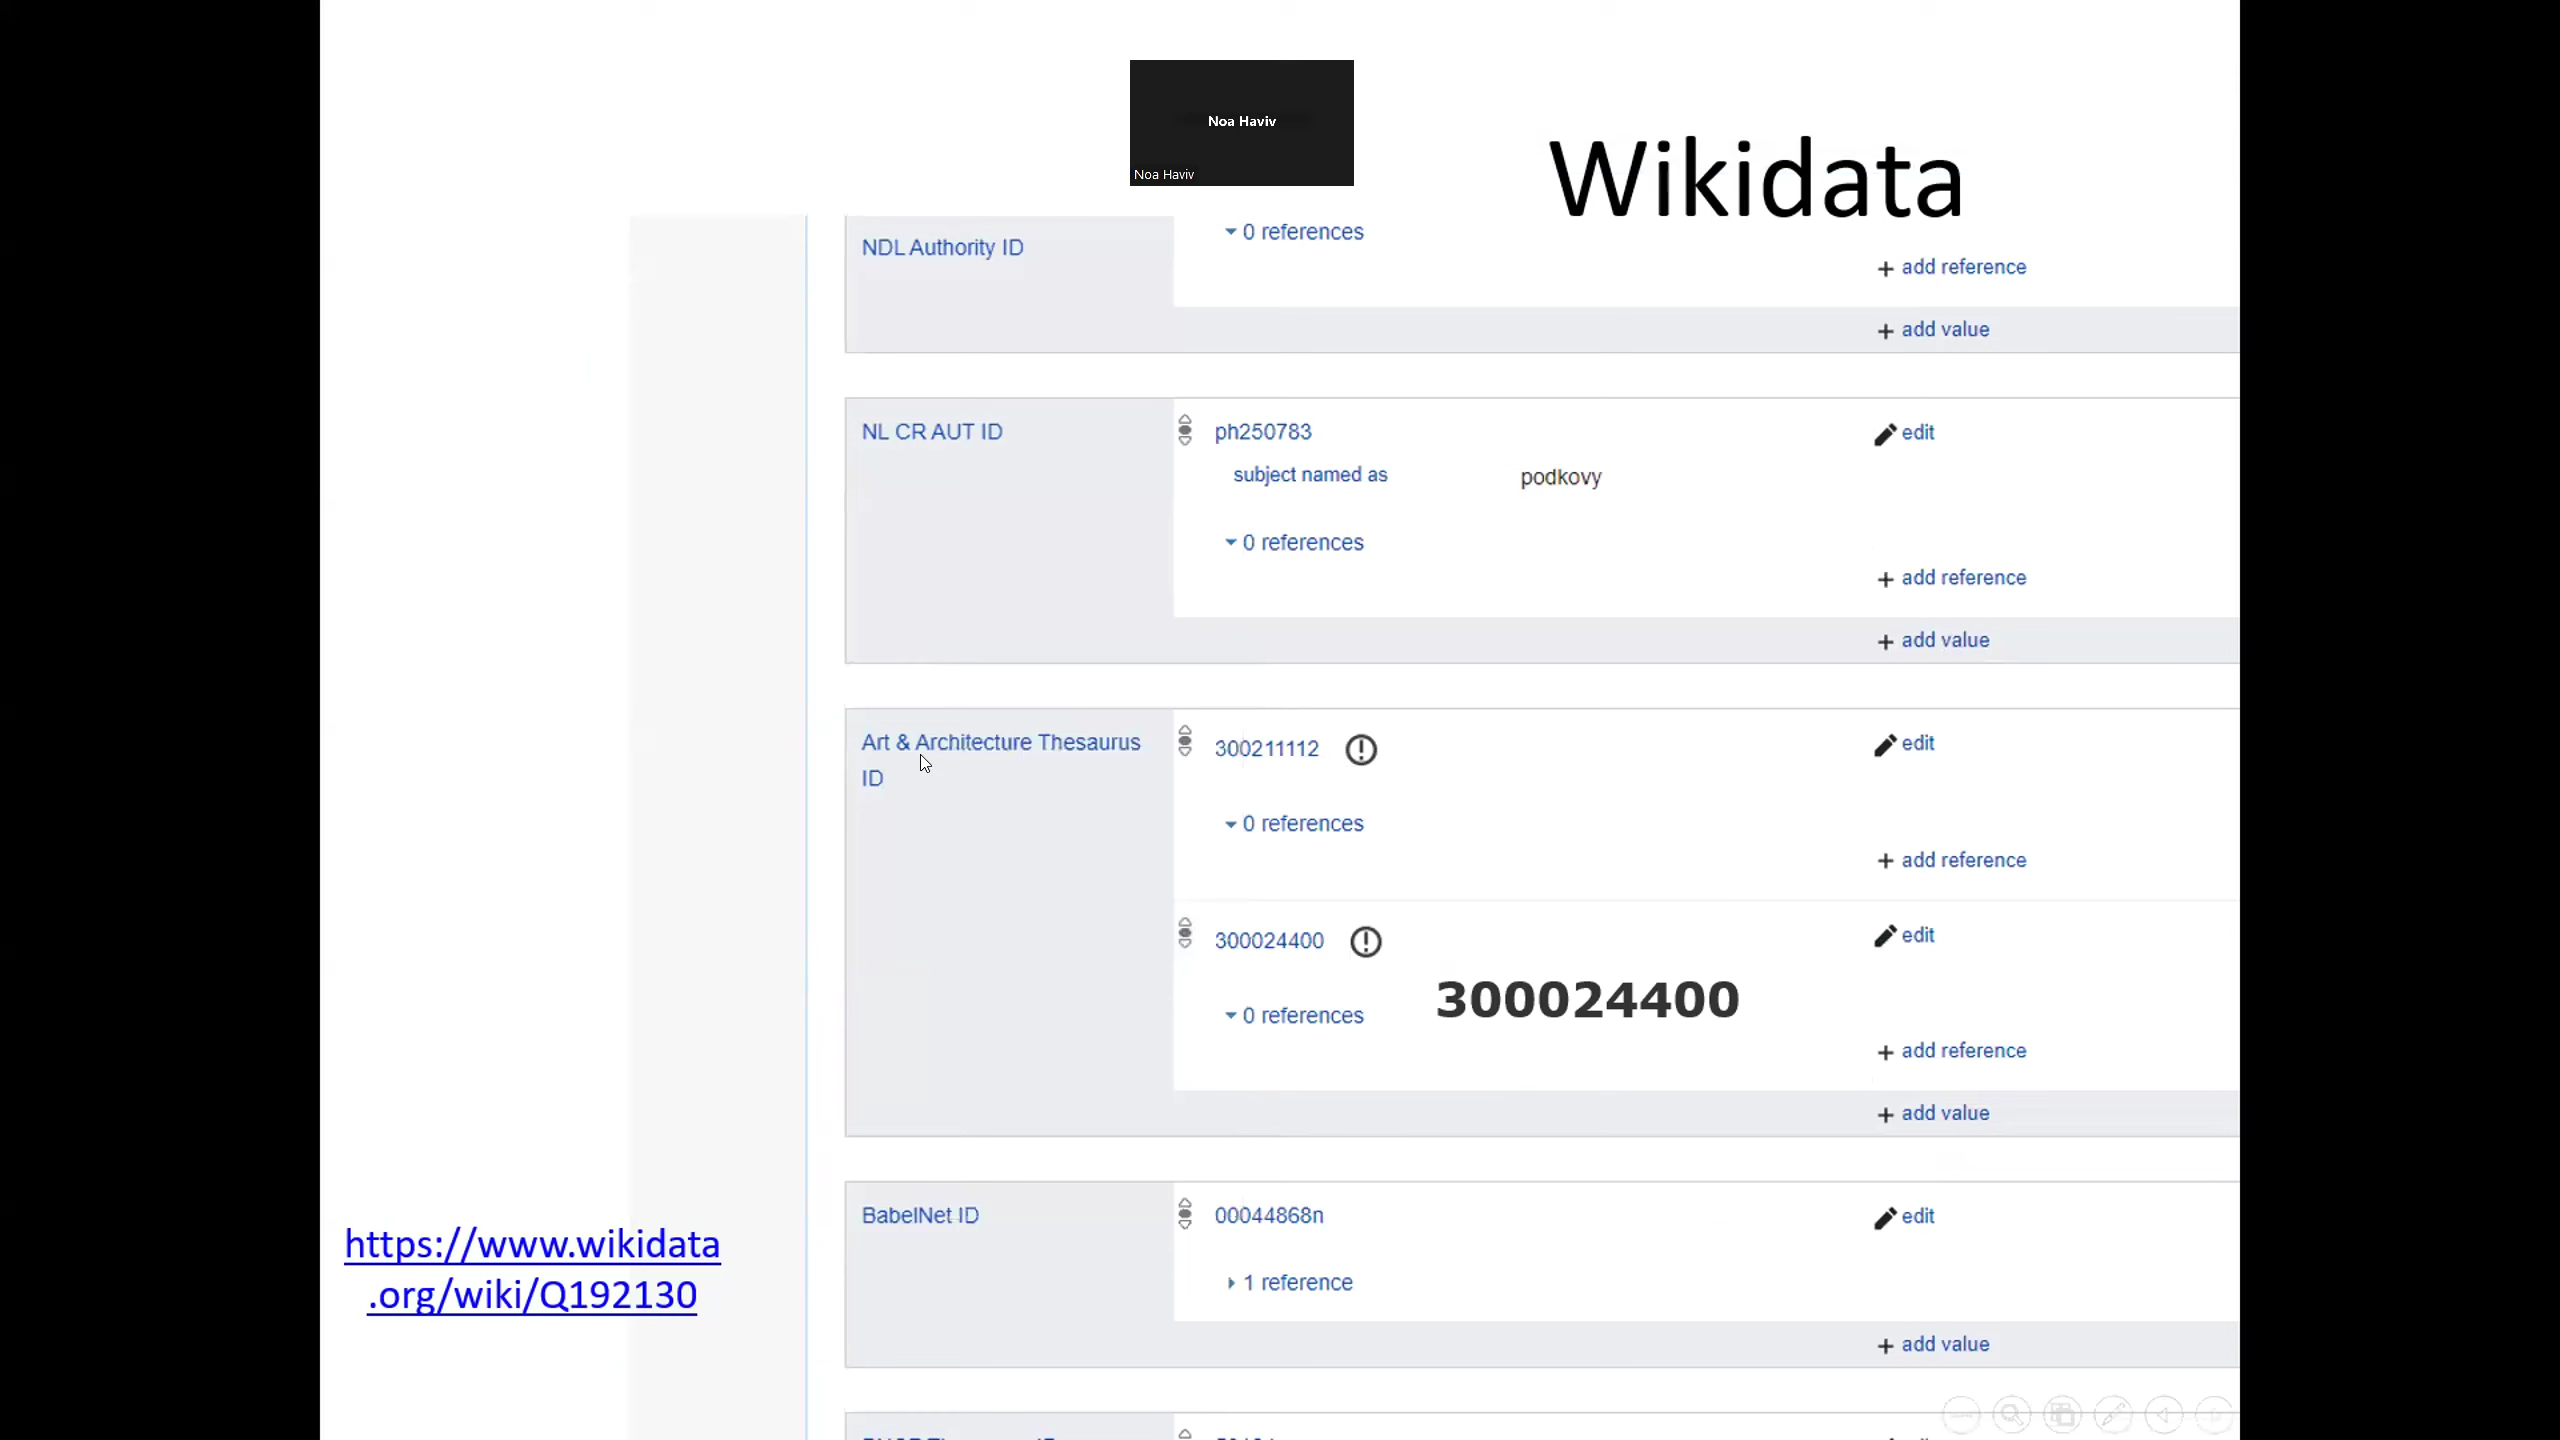 Noa Haviv
Noa Haviv
Wikidata
NDL Authority ID
0 references
+ add reference
+ add value
NL CR AUT ID
ph250783
edit
subject named as
podkovy
0 references
+ add reference
+ add value
Art & Architecture Thesaurus
ID
300211112
edit
0 references
+ add reference
300024400
edit
300024400
0 references
+ add reference
+ add value
BabelNet ID
00044868n
edit
1 reference
+ add value
https://www.wikidata
.org/wiki/Q192130